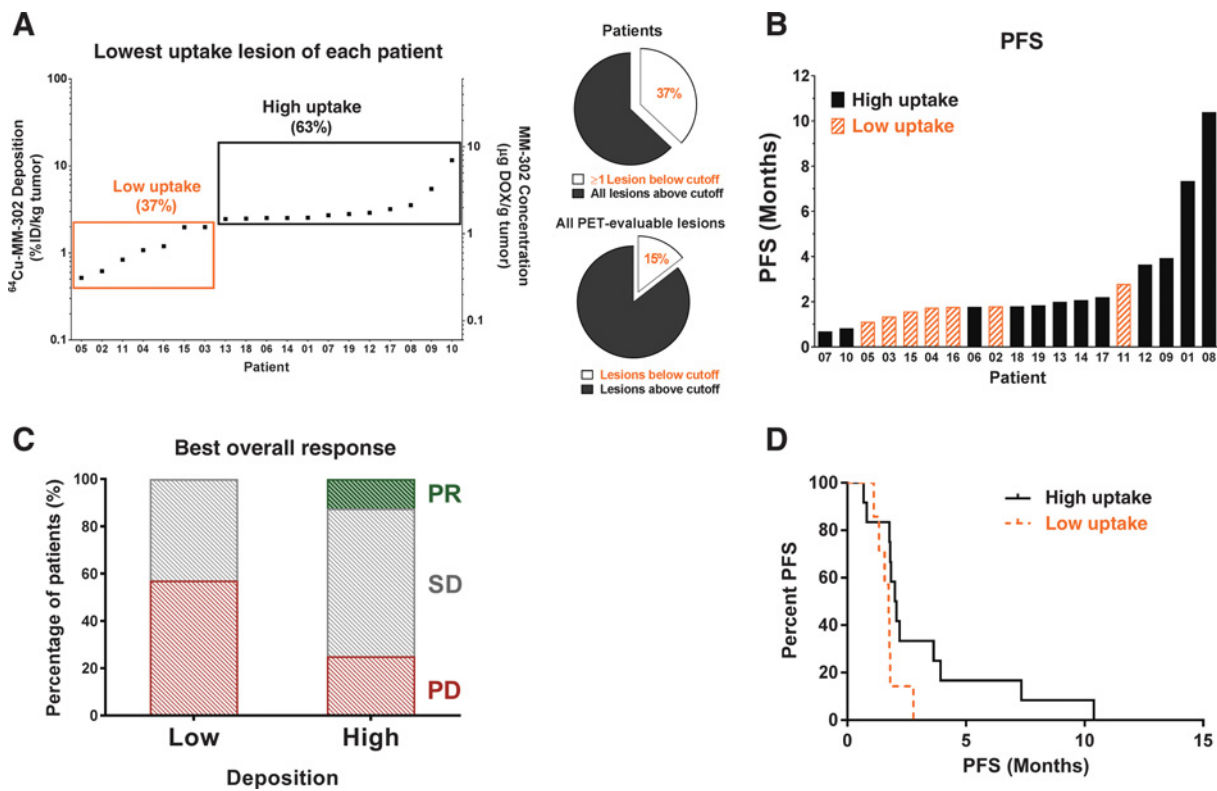 A
Lowest uptake lesion of each patient
⁶⁴Cu-MM-302 Deposition
(%ID/kg tumor)
100
10
1
0.1
High uptake
(63%)
Low uptake
(37%)
10
1
0.1
MM-302 Concentration
(μg DOX/g tumor)
05 02 11 04 16 15 03 13 18 06 14 01 07 19 12 17 08 09 10
Patient
Patients
37%
≥1 Lesion below cutoff
All lesions above cutoff
All PET-evaluable lesions
15%
Lesions below cutoff
Lesions above cutoff
B
PFS
PFS (Months)
12
10
8
6
4
2
0
High uptake
Low uptake
07 10 05 03 15 04 16 06 02 18 19 13 14 17 11 12 09 01 08
Patient
C
Best overall response
Percentage of patients (%)
100
80
60
40
20
0
PR
SD
PD
Low High
Deposition
D
Percent PFS
100
80
60
40
20
0
High uptake
Low uptake
0 5 10 15
PFS (Months)